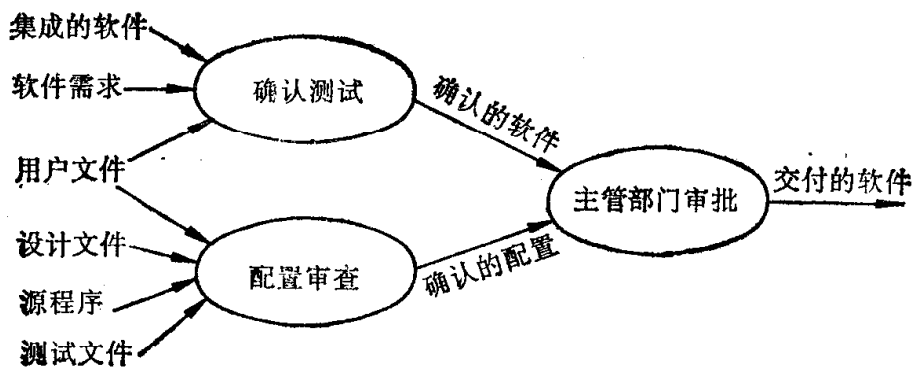 集成的软件
软件需求
用户文件
设计文件
源程序
测试文件
确认测试
配置审查
确认的软件
确认的配置
主管部门审批
交付的软件